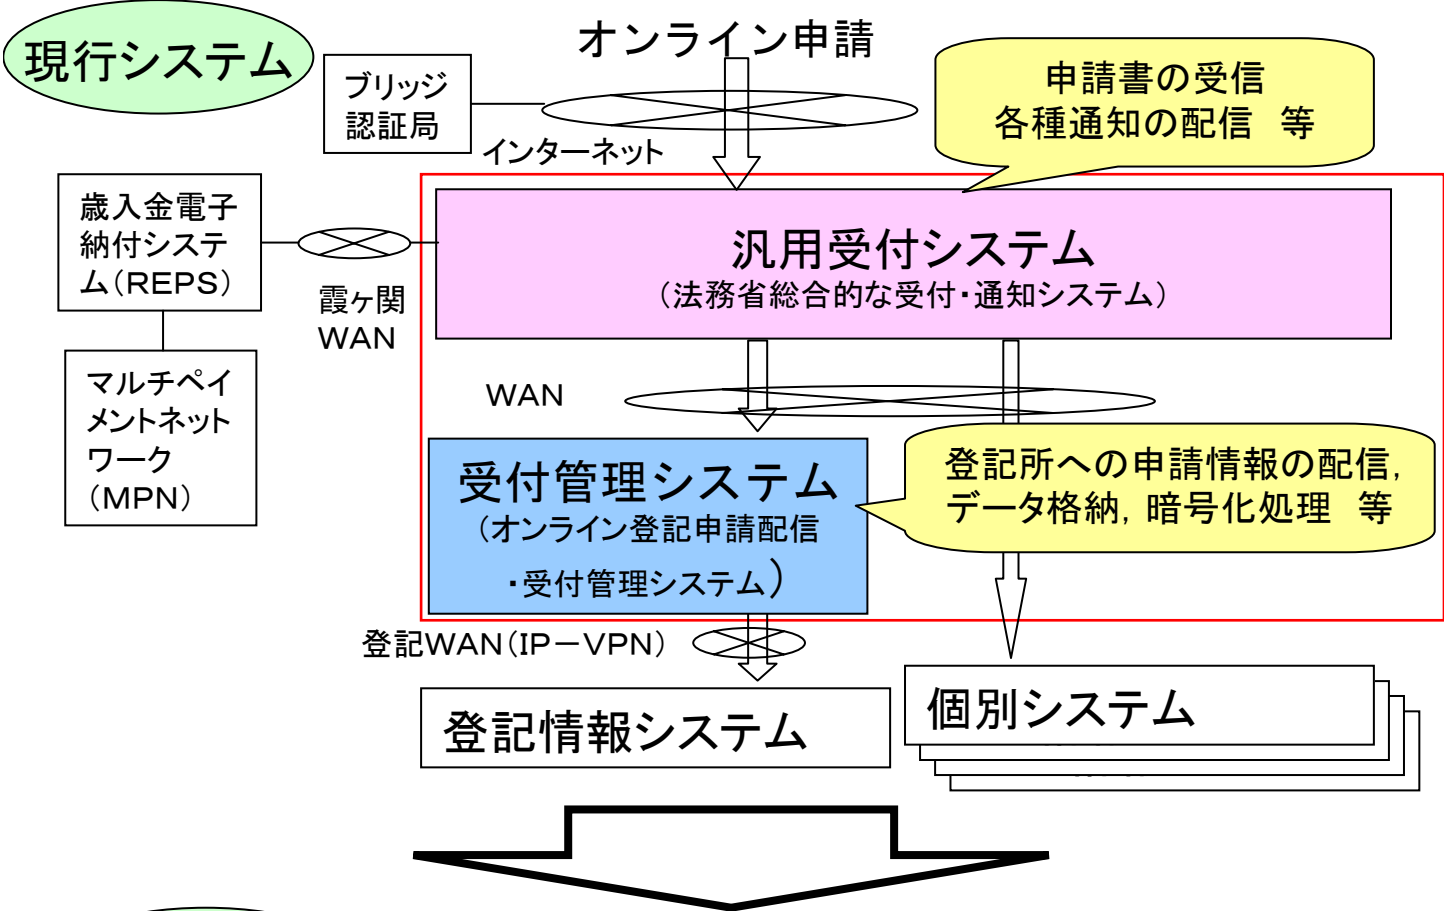 現行システム
オンライン申請
ブリッジ
認証局
インターネット
申請書の受信
各種通知の配信　等
歳入金電子
納付システ
ム（REPS）
霞ヶ関
WAN
汎用受付システム
（法務省総合的な受付・通知システム）
マルチペイ
メントネット
ワーク
（MPN）
WAN
受付管理システム
（オンライン登記申請配信
・受付管理システム）
登記所への申請情報の配信，
データ格納，暗号化処理　等
登記WAN（IP－VPN）
登記情報システム
個別システム